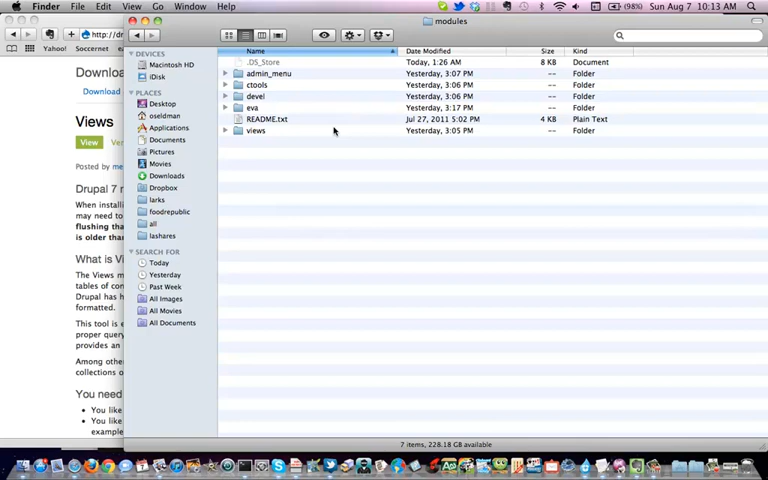 Finder File Edit View Go Window Help (98%) Sun Aug 7 10:13 AM
modules
http://dr
Yahoo! Soccernet
Downloa
Download
Views
View
Posted by me
Drupal 7 r
When install
may need to
flushing tha
is older than
What is Vi
The Views m
tables of con
Drupal has h
formatted.
This tool is e
proper query
provides an
Among othe
collections o
You need
You like
You like
example
DEVICES
Macintosh HD
iDisk
PLACES
Desktop
oseldman
Applications
Documents
Pictures
Movies
Downloads
Dropbox
larks
foodrepublic
all
lashares
SEARCH FOR
Today
Yesterday
Past Week
All Images
All Movies
All Documents
Name Date Modified Size Kind
.DS_Store Today, 1:26 AM 8 KB Document
admin_menu Yesterday, 3:07 PM -- Folder
ctools Yesterday, 3:06 PM -- Folder
devel Yesterday, 3:06 PM -- Folder
eva Yesterday, 3:17 PM -- Folder
README.txt Jul 27, 2011 5:02 PM 4 KB Plain Text
views Yesterday, 3:05 PM -- Folder
7 items, 228.18 GB available